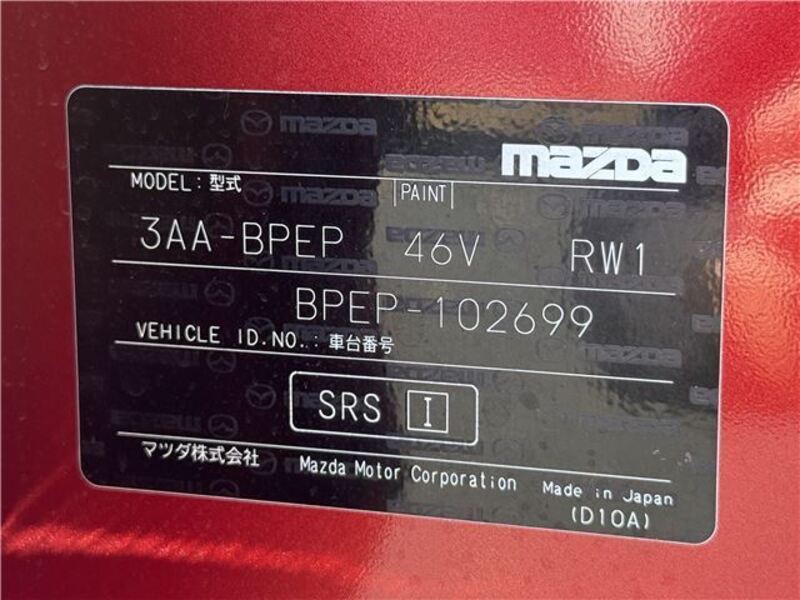 mazda
MODEL: 型式 |PAINT|
3AA-BPEP 46V RW1
BPEP-102699
VEHICLE ID.NO.: 車台番号
SRS I
マツダ株式会社 Mazda Motor Corporation Made in Japan
(D10A)